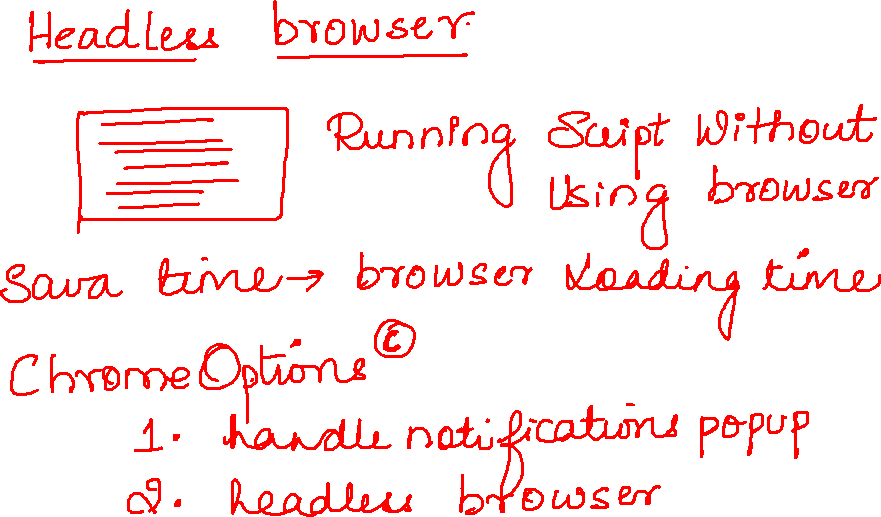 Headless browser
Running Script Without
Using browser
Sava time → browser Loading time
ChromeOptions ©
1. handle notifications popup
2. headless browser